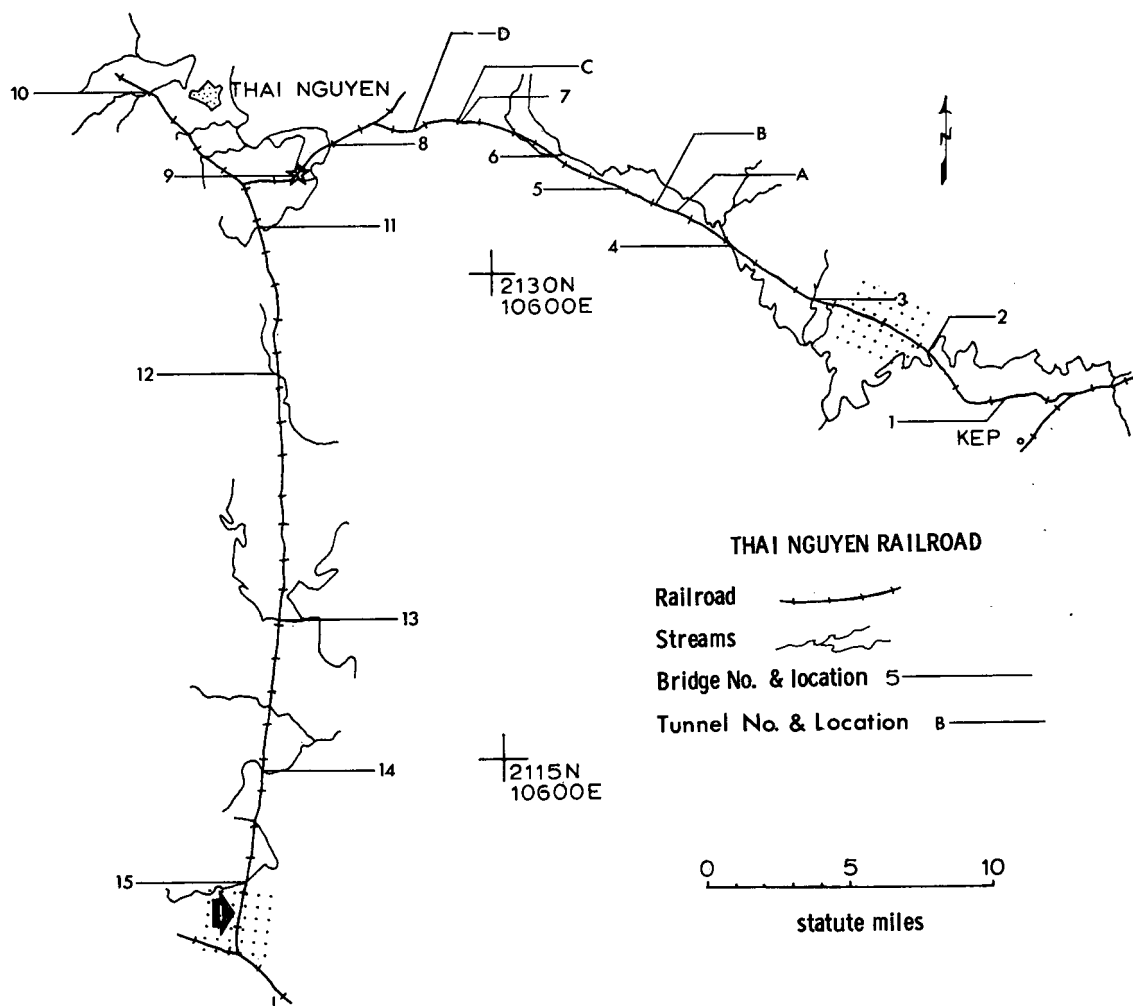 D
C
10
THAI NGUYEN
7
N
B
8
6
A
9
5
11
4
2130N
10600E
3
2
12
1
KEP
THAI NGUYEN RAILROAD
Railroad
Streams
13
Bridge No. & location 5
Tunnel No. & Location B
2115N
10600E
14
0 5 10
15
statute miles